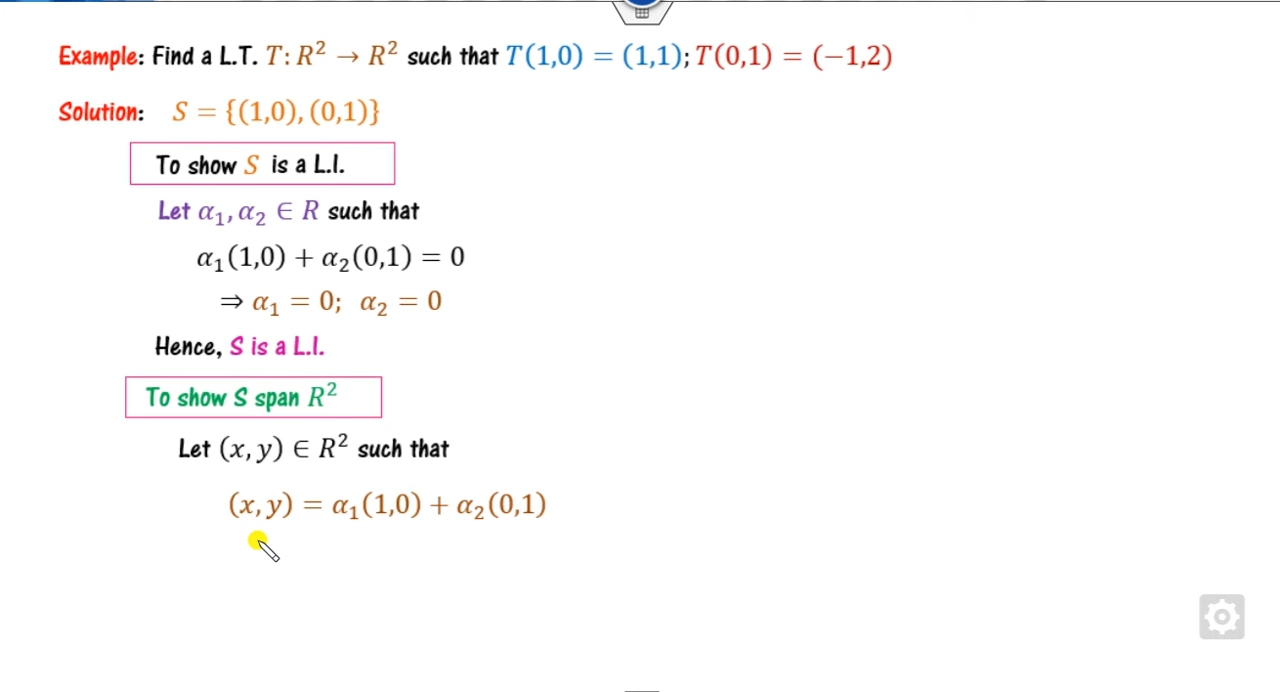 Example: Find a L.T. T: R² → R² such that T(1,0) = (1,1); T(0,1) = (−1,2)
Solution: S = {(1,0), (0,1)}
To show S is a L.I.
Let α₁, α₂ ∈ R such that
α₁(1,0) + α₂(0,1) = 0
⇒ α₁ = 0; α₂ = 0
Hence, S is a L.I.
To show S span R²
Let (x, y) ∈ R² such that
(x, y) = α₁(1,0) + α₂(0,1)